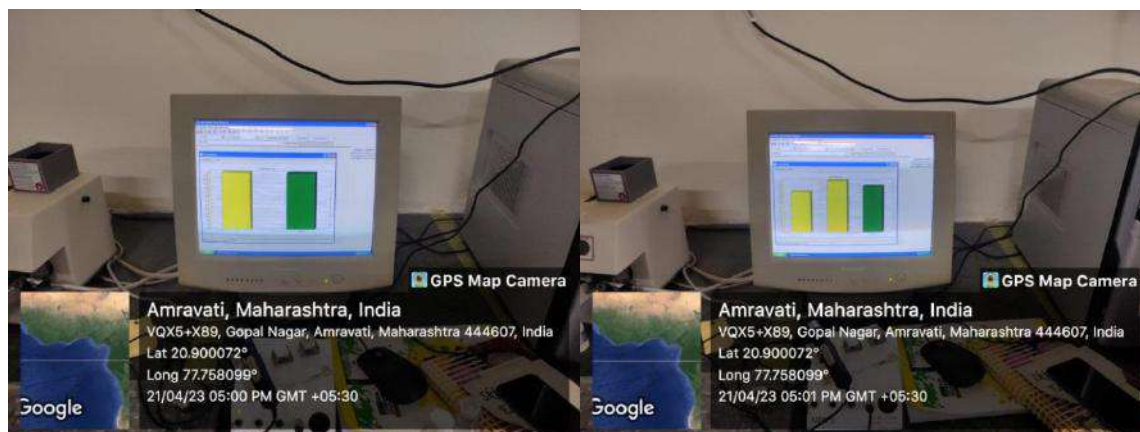 GPS Map Camera
Amravati, Maharashtra, India
VQX5+X89, Gopal Nagar, Amravati, Maharashtra 444607, India
Lat 20.900072°
Long 77.758099°
21/04/23 05:00 PM GMT +05:30
Google
GPS Map Camera
Amravati, Maharashtra, India
VQX5+X89, Gopal Nagar, Amravati, Maharashtra 444607, India
Lat 20.900072°
Long 77.758099°
21/04/23 05:01 PM GMT +05:30
Google